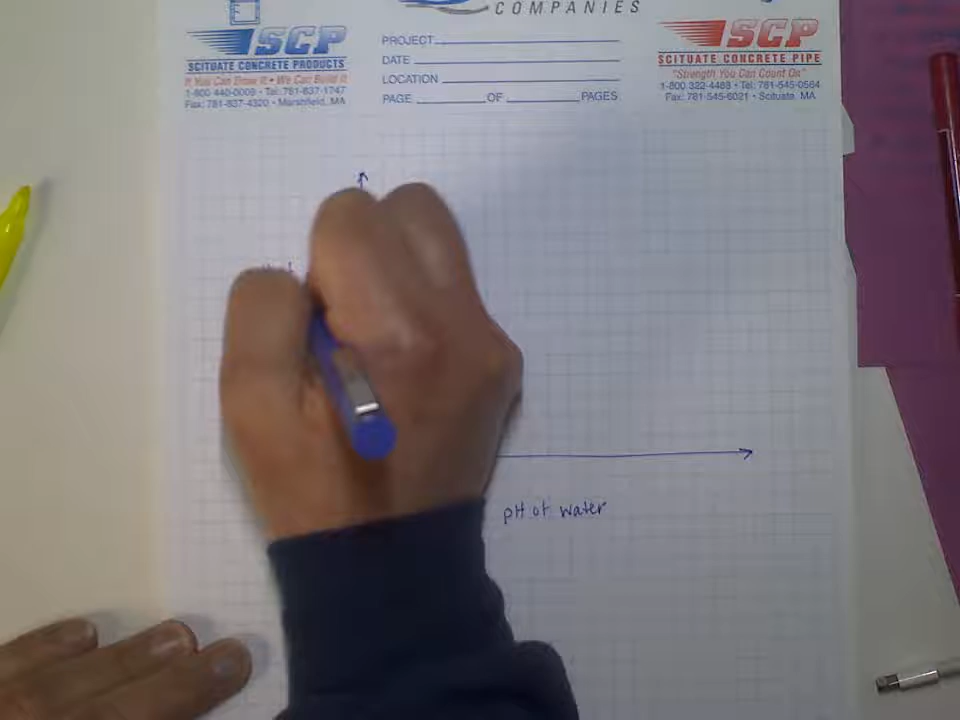 COMPANIES
SCP
SCITUATE CONCRETE PRODUCTS
If You Can Draw It • We Can Build It
1-800 440-0009 • Tel: 781-837-1747
Fax: 781-837-4320 • Marshfield, MA
PROJECT
DATE
LOCATION
PAGE OF PAGES
SCP
SCITUATE CONCRETE PIPE
"Strength You Can Count On"
1-800 322-4488 • Tel: 781-545-0564
Fax: 781-545-6021 • Scituate, MA
pH of water